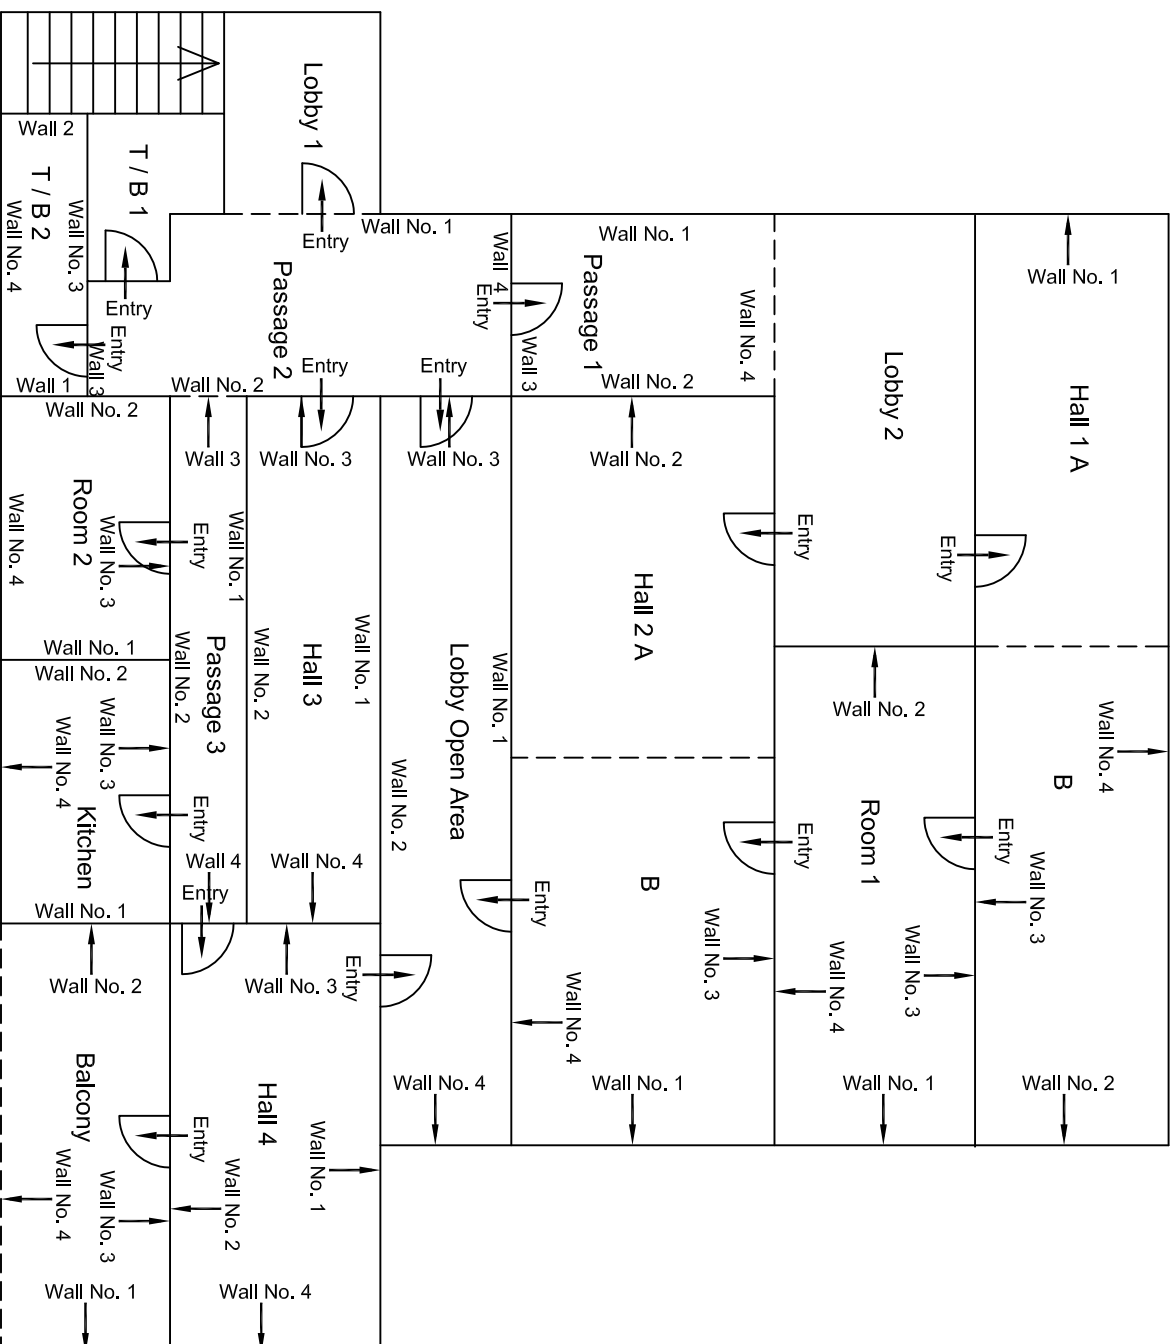 Lobby 1
Wall 2
T / B 1
T / B 2
Wall No. 3
Wall No. 4
Entry
Wall No. 1
Wall No. 1
Entry
Wall 4
Passage 1
Wall No. 1
Passage 2
Wall No. 4
Entry
Entry
Entry
Wall 3
Wall 1
Wall 3
Lobby 2
Hall 1 A
Entry
Entry
Wall No. 2
Wall No. 2
Wall No. 2
Wall 3
Wall No. 3
Wall No. 3
Wall No. 2
Room 2
Wall No. 4
Wall No. 3
Entry
Wall No. 1
Entry
Entry
Hall 2 A
Wall No. 1
Wall No. 2
Passage 3
Wall No. 2
Hall 3
Wall No. 1
Lobby Open Area
Wall No. 1
Wall No. 2
Wall No. 3
Wall No. 4
Wall No. 2
Wall No. 4
B
Kitchen
Entry
Wall No. 2
Room 1
Entry
Entry
Wall 4
Wall No. 4
B
Entry
Entry
Wall No. 1
Wall No. 3
Wall No. 3
Wall No. 3
Wall No. 4
Wall No. 2
Wall No. 3
Entry
Wall No. 4
Balcony
Hall 4
Wall No. 4
Wall No. 1
Wall No. 1
Wall No. 2
Entry
Wall No. 1
Wall No. 4
Wall No. 3
Wall No. 2
Wall No. 1
Wall No. 4